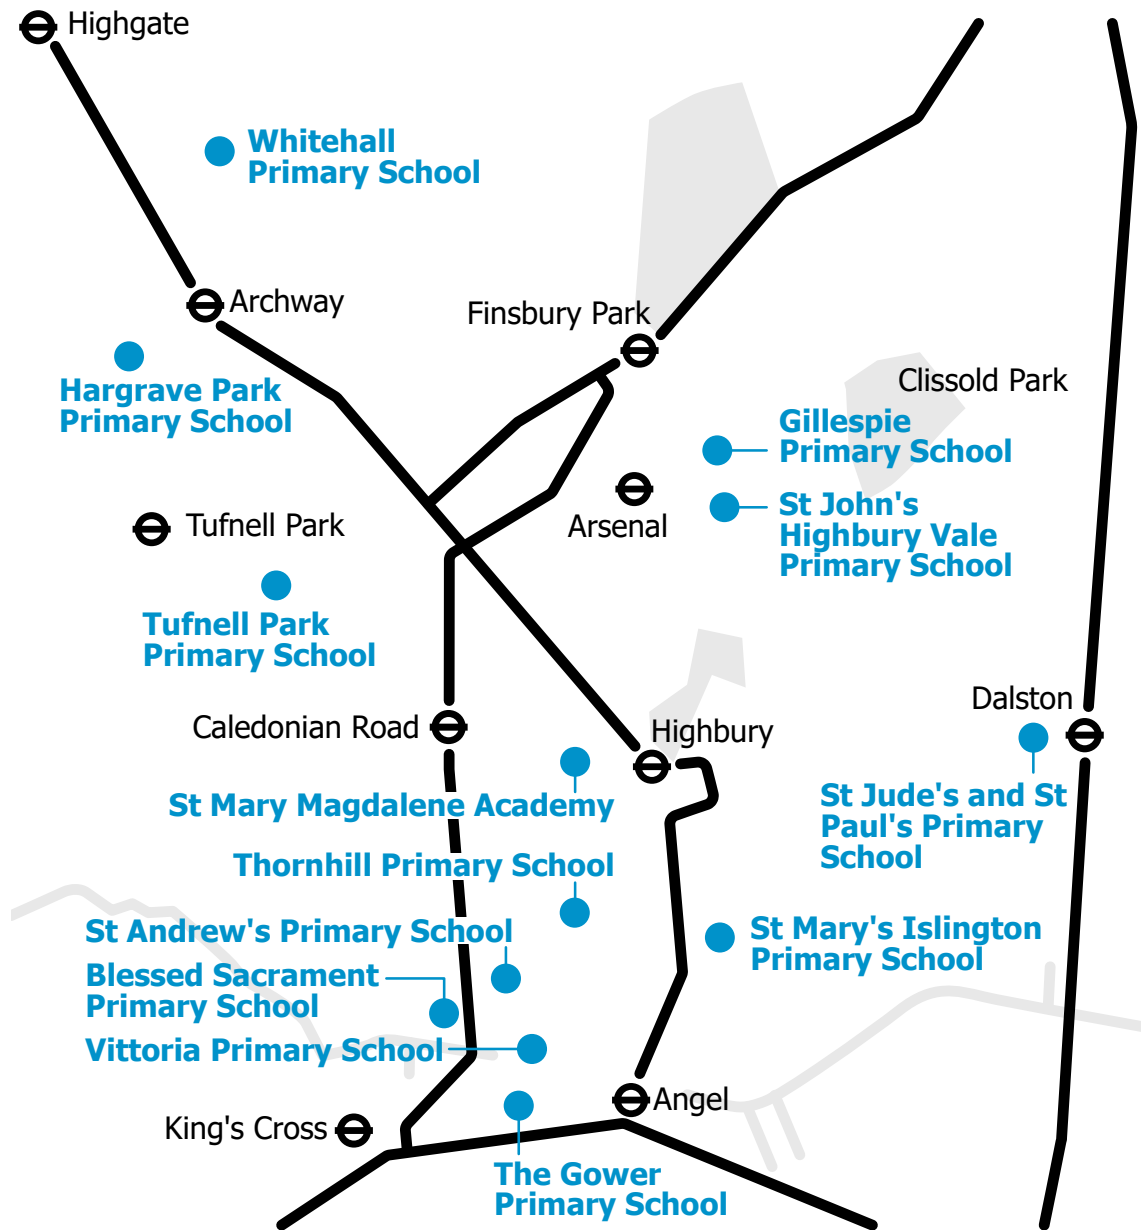 Highgate
Whitehall
Primary School
Archway
Finsbury Park
Hargrave Park
Primary School
Clissold Park
Gillespie
Primary School
St John's
Highbury Vale
Primary School
Arsenal
Tufnell Park
Tufnell Park
Primary School
Dalston
Caledonian Road
Highbury
St Mary Magdalene Academy
St Jude's and St
Paul's Primary
School
Thornhill Primary School
St Andrew's Primary School
St Mary's Islington
Primary School
Blessed Sacrament
Primary School
Vittoria Primary School
Angel
King's Cross
The Gower
Primary School